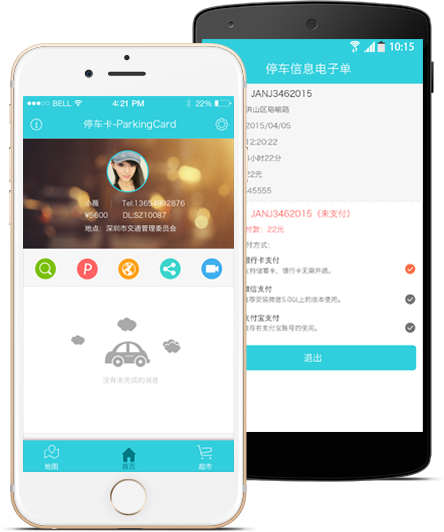 ●●●○○ BELL 4:21 PM 22%
停车卡-ParkingCard
小薇 Tel:13654892876
¥5600 DL:SZ10087
地点：深圳市交通管理委员会
P
没有未完成的消息
地图 首页 超市
10:15
停车信息电子单
JANJ3462015
洪山区珞喻路
2015/04/05
12:20:22
小时22分
22元
45555
JANJ3462015（未支付）
付款：22元
付方式：
银行卡支付
支持储蓄卡，银行卡无需开通。
微信支付
推荐安装微信5.0以上的版本使用。
支付宝支付
推荐有支付宝账号的使用。
退出